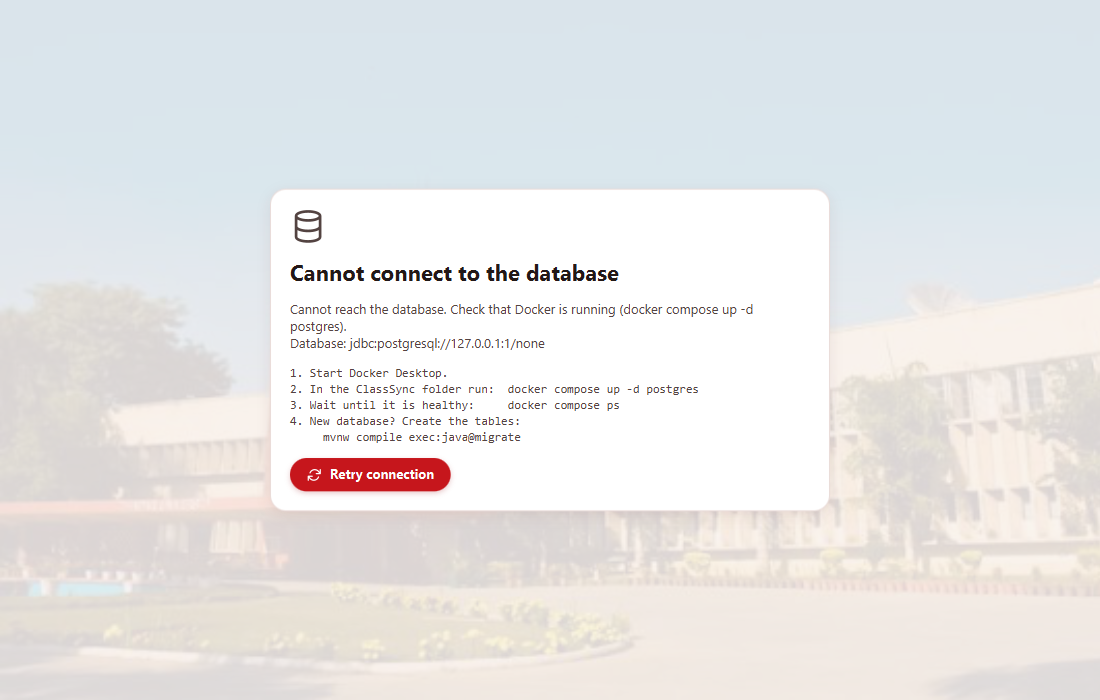 Cannot connect to the database
Cannot reach the database. Check that Docker is running (docker compose up -d
postgres).
Database: jdbc:postgresql://127.0.0.1:1/none
1. Start Docker Desktop.
2. In the ClassSync folder run:  docker compose up -d postgres
3. Wait until it is healthy:     docker compose ps
4. New database? Create the tables:
     mvnw compile exec:java@migrate
Retry connection